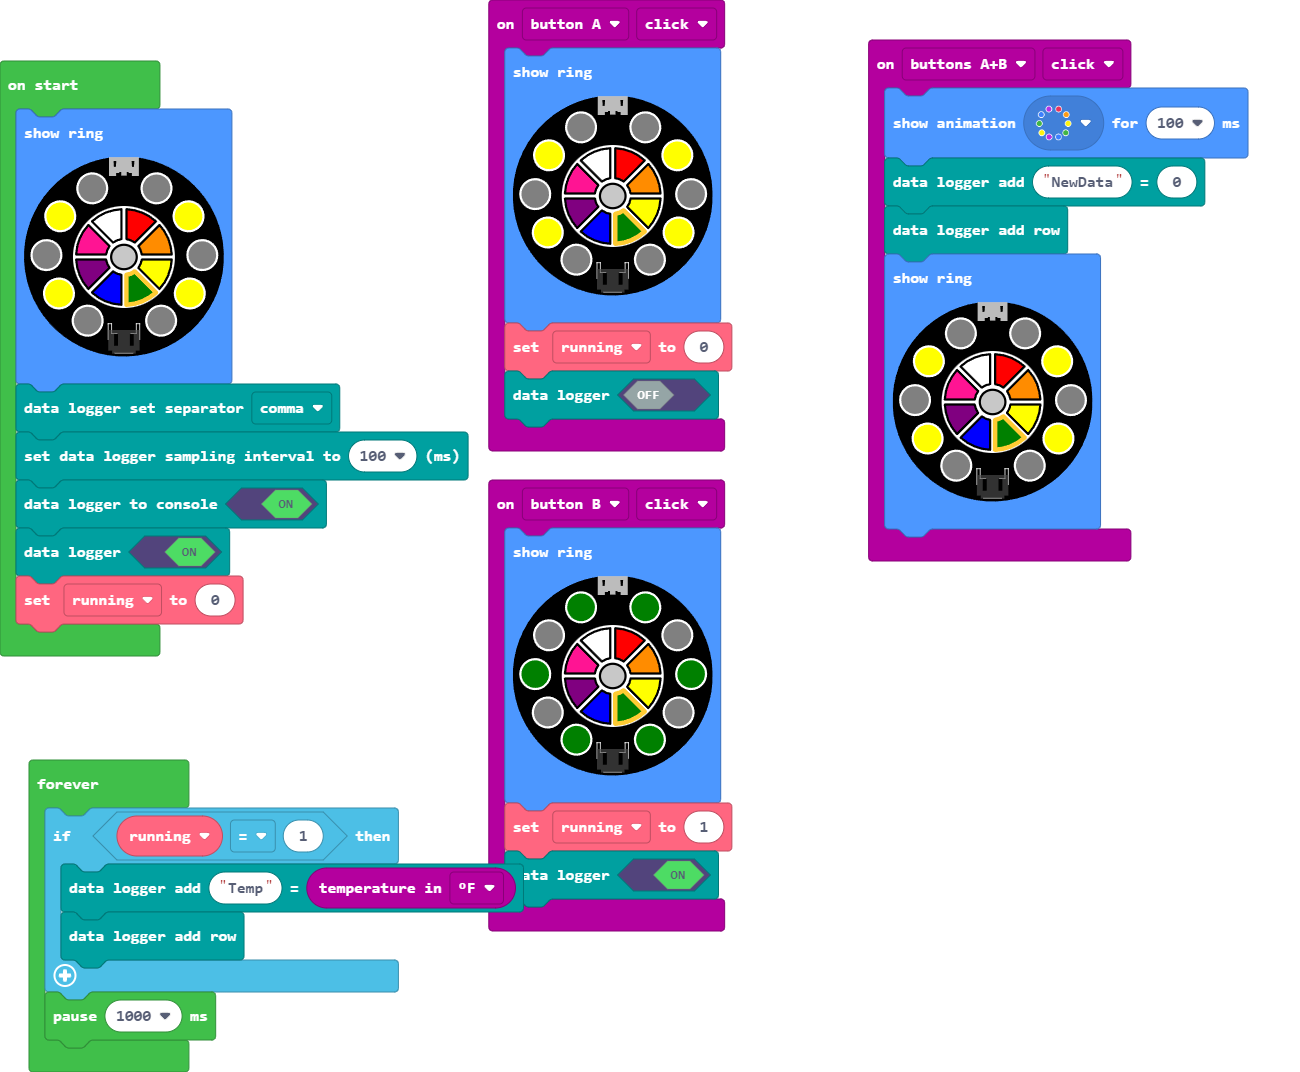 on start
show ring
data logger set separator comma
set data logger sampling interval to 100 (ms)
data logger to console ON
data logger ON
set running to 0
forever
if running = 1 then
data logger add "Temp" = temperature in ºF
data logger add row
pause 1000 ms
on button A click
show ring
set running to 0
data logger OFF
on button B click
show ring
set running to 1
ata logger ON
on buttons A+B click
show animation for 100 ms
data logger add "NewData" = 0
data logger add row
show ring